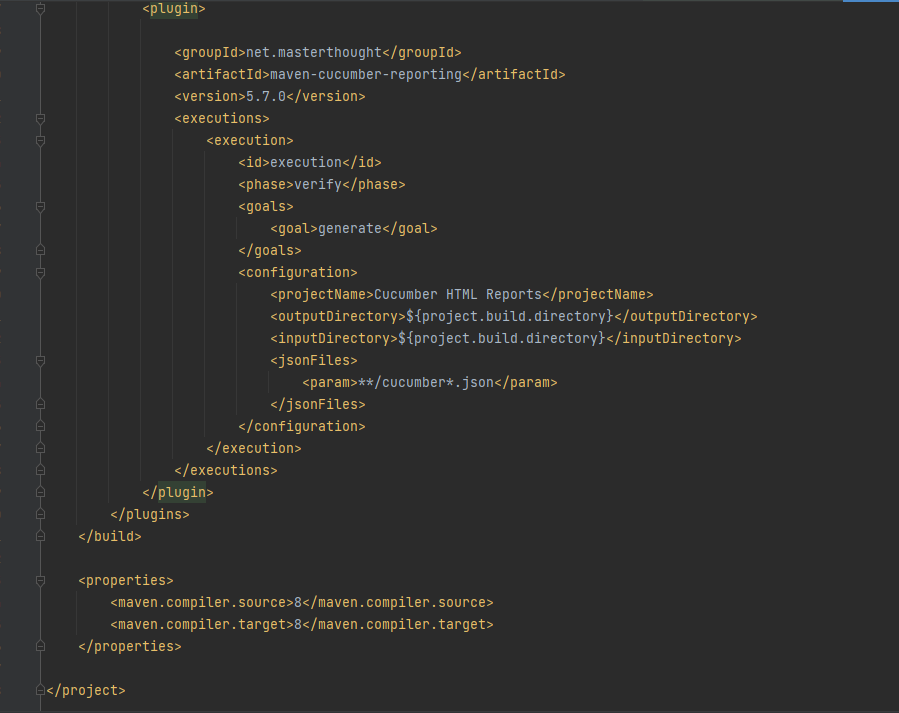 <plugin>
<groupId>net.masterthought</groupId>
<artifactId>maven-cucumber-reporting</artifactId>
<version>5.7.0</version>
<executions>
<execution>
<id>execution</id>
<phase>verify</phase>
<goals>
<goal>generate</goal>
</goals>
<configuration>
<projectName>Cucumber HTML Reports</projectName>
<outputDirectory>${project.build.directory}</outputDirectory>
<inputDirectory>${project.build.directory}</inputDirectory>
<jsonFiles>
<param>**/cucumber*.json</param>
</jsonFiles>
</configuration>
</execution>
</executions>
</plugin>
</plugins>
</build>
<properties>
<maven.compiler.source>8</maven.compiler.source>
<maven.compiler.target>8</maven.compiler.target>
</properties>
</project>